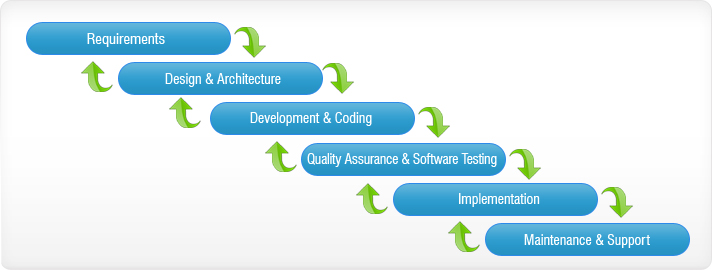 Requirements
Design & Architecture
Development & Coding
Quality Assurance & Software Testing
Implementation
Maintenance & Support